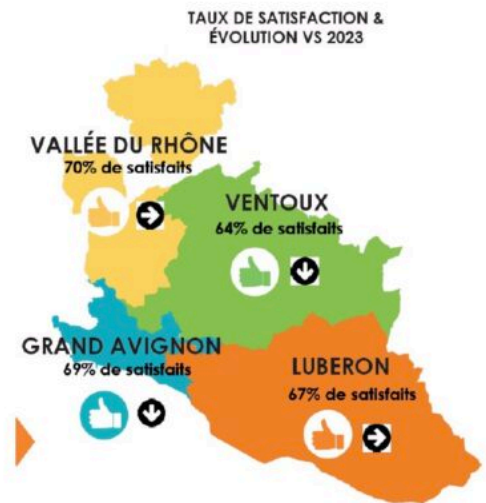 TAUX DE SATISFACTION &
ÉVOLUTION VS 2023
VALLÉE DU RHÔNE
70% de satisfaits
VENTOUX
64% de satisfaits
GRAND AVIGNON
69% de satisfaits
LUBERON
67% de satisfaits